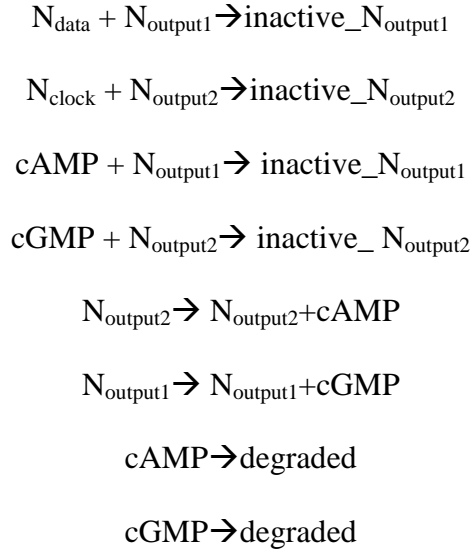 N_data + N_output1→inactive_N_output1
N_clock + N_output2→inactive_N_output2
cAMP + N_output1→ inactive_N_output1
cGMP + N_output2→ inactive_ N_output2
N_output2→ N_output2+cAMP
N_output1→ N_output1+cGMP
cAMP→degraded
cGMP→degraded